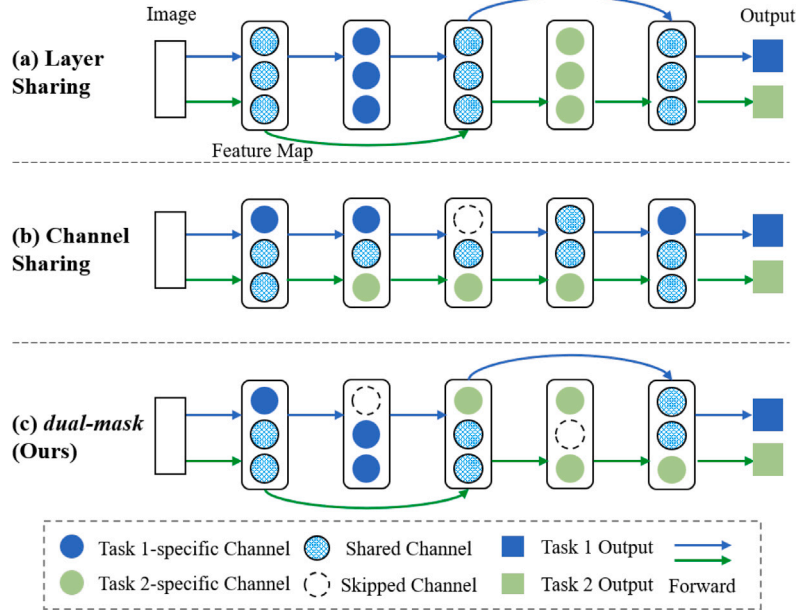 Image
Output
(a) Layer
Sharing
Feature Map
(b) Channel
Sharing
(c) dual-mask
(Ours)
Task 1-specific Channel
Shared Channel
Task 1 Output
Task 2-specific Channel
Skipped Channel
Task 2 Output
Forward